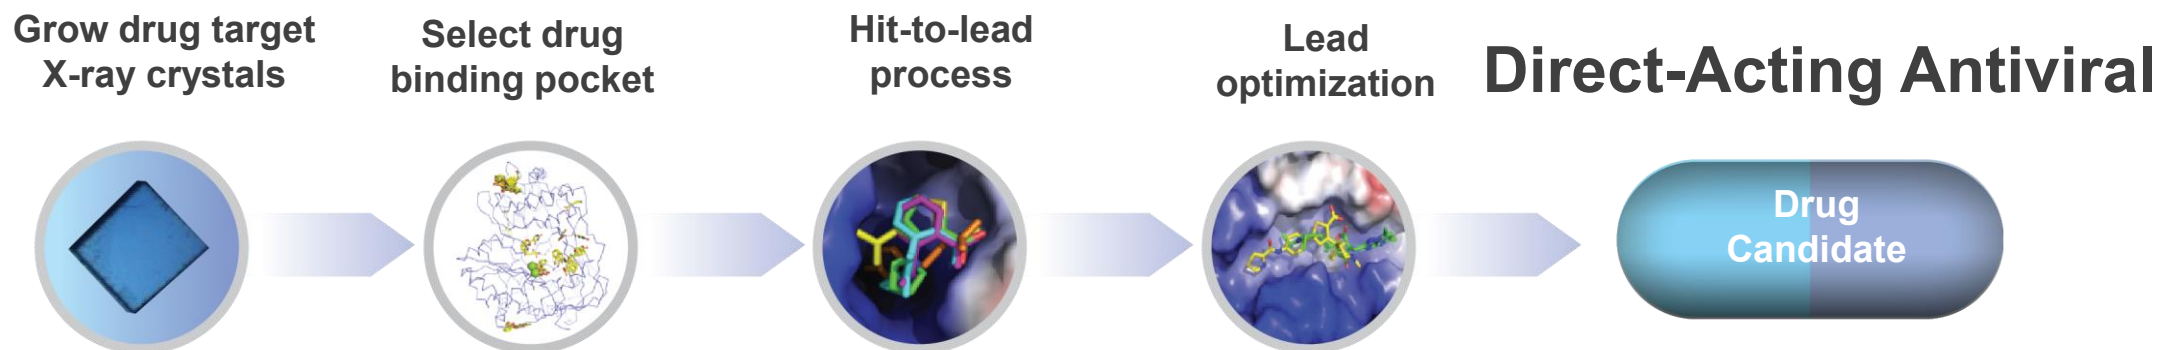 Grow drug target
X-ray crystals
Select drug
binding pocket
Hit-to-lead
process
Lead
optimization
Direct-Acting Antiviral
Drug
Candidate